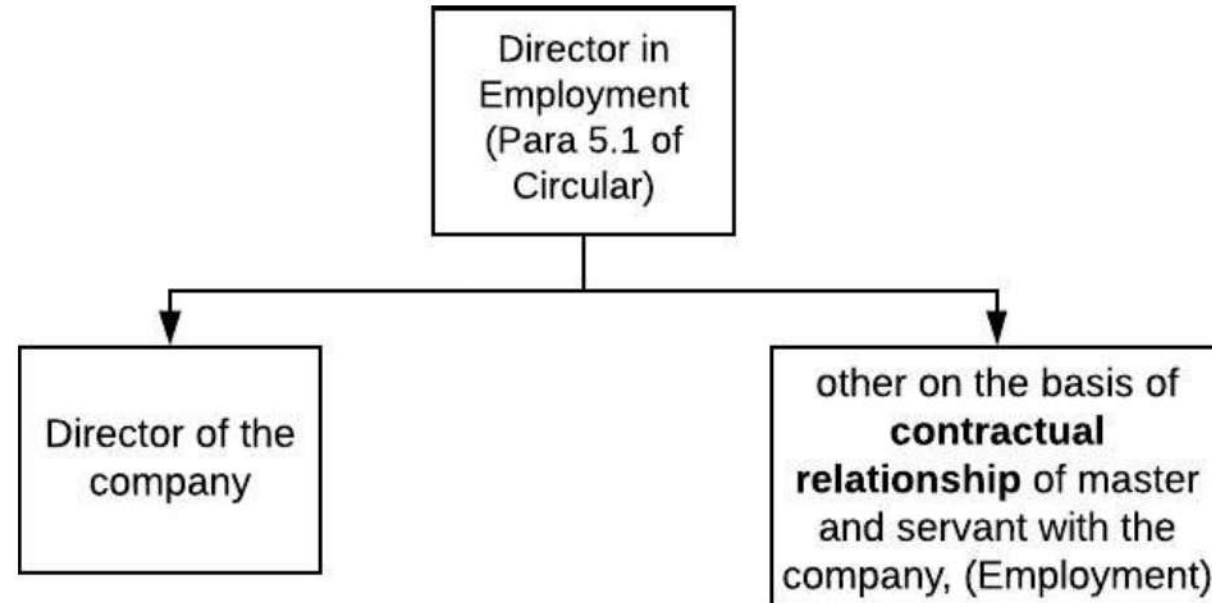 Director in
Employment
(Para 5.1 of
Circular)
Director of the
company
other on the basis of
contractual
relationship of master
and servant with the
company, (Employment)